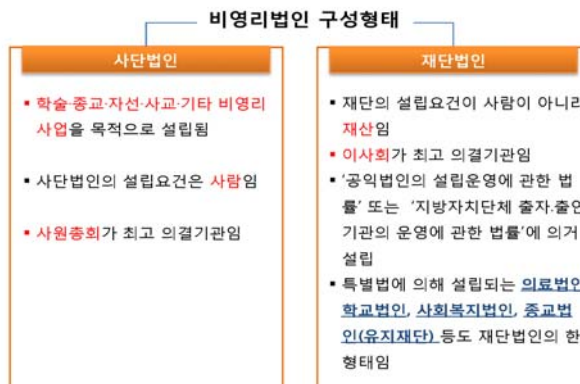 비영리법인 구성형태
사단법인
▪ 학술·종교·자선·사교·기타 비영리
사업을 목적으로 설립됨
▪ 사단법인의 설립요건은 사람임
▪ 사원총회가 최고 의결기관임
재단법인
▪ 재단의 설립요건이 사람이 아니라
재산임
▪ 이사회가 최고 의결기관임
▪ '공익법인의 설립운영에 관한 법
률' 또는 '지방자치단체 출자.출연
기관의 운영에 관한 법률'에 의거
설립
▪ 특별법에 의해 설립되는 의료법인
학교법인, 사회복지법인, 종교법
인(유지재단) 등도 재단법인의 한
형태임